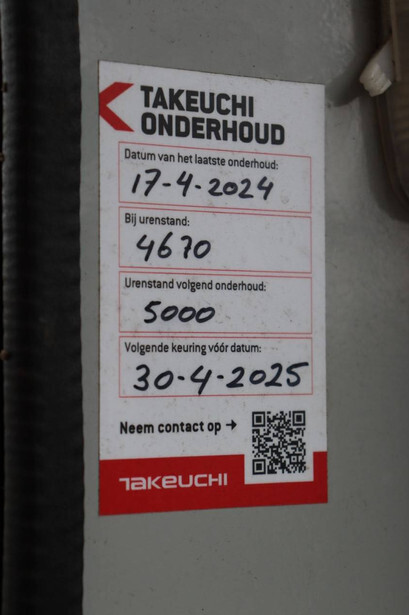 TAKEUCHI
ONDERHOUD
Datum van het laatste onderhoud:
17-4-2024
Bij urenstand:
4670
Urenstand volgend onderhoud:
5000
Volgende keuring vóór datum:
30-4-2025
Neem contact op →
TAKEUCHI